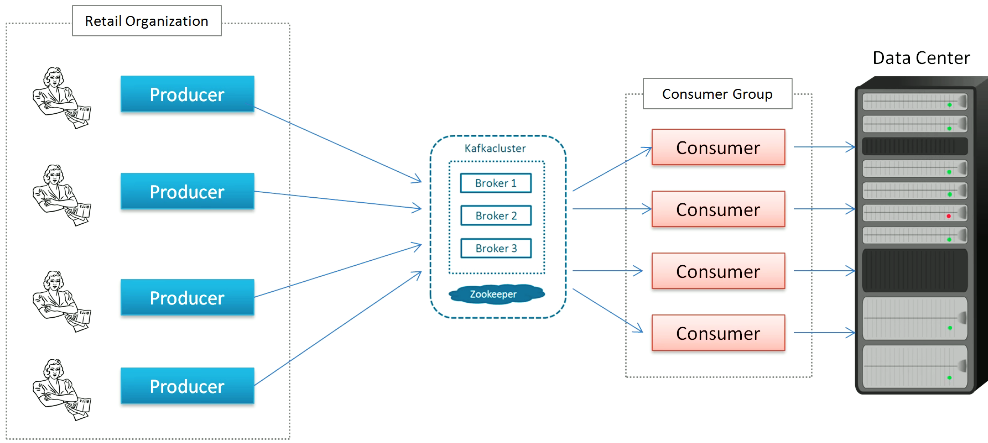 Retail Organization
Producer
Producer
Producer
Producer
Kafkacluster
Broker 1
Broker 2
Broker 3
Zookeeper
Consumer Group
Consumer
Consumer
Consumer
Consumer
Data Center